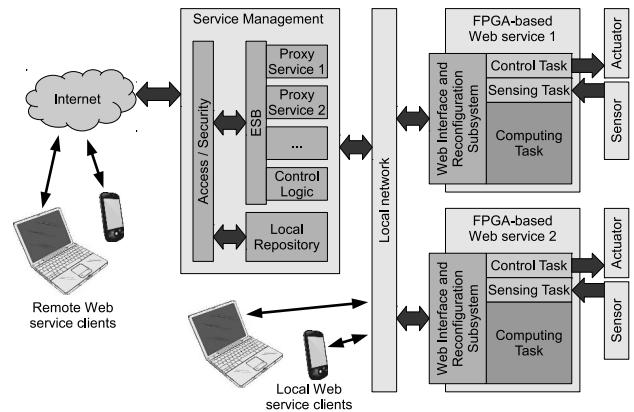 Service Management
Access / Security
ESB
Proxy
Service 1
Proxy
Service 2
...
Control
Logic
Local
Repository
Internet
Remote Web
service clients
Local Web
service clients
Local network
FPGA-based
Web service 1
Web Interface and
Reconfiguration
Subsystem
Control Task
Sensing Task
Computing
Task
Actuator
Sensor
FPGA-based
Web service 2
Web Interface and
Reconfiguration
Subsystem
Control Task
Sensing Task
Computing
Task
Actuator
Sensor